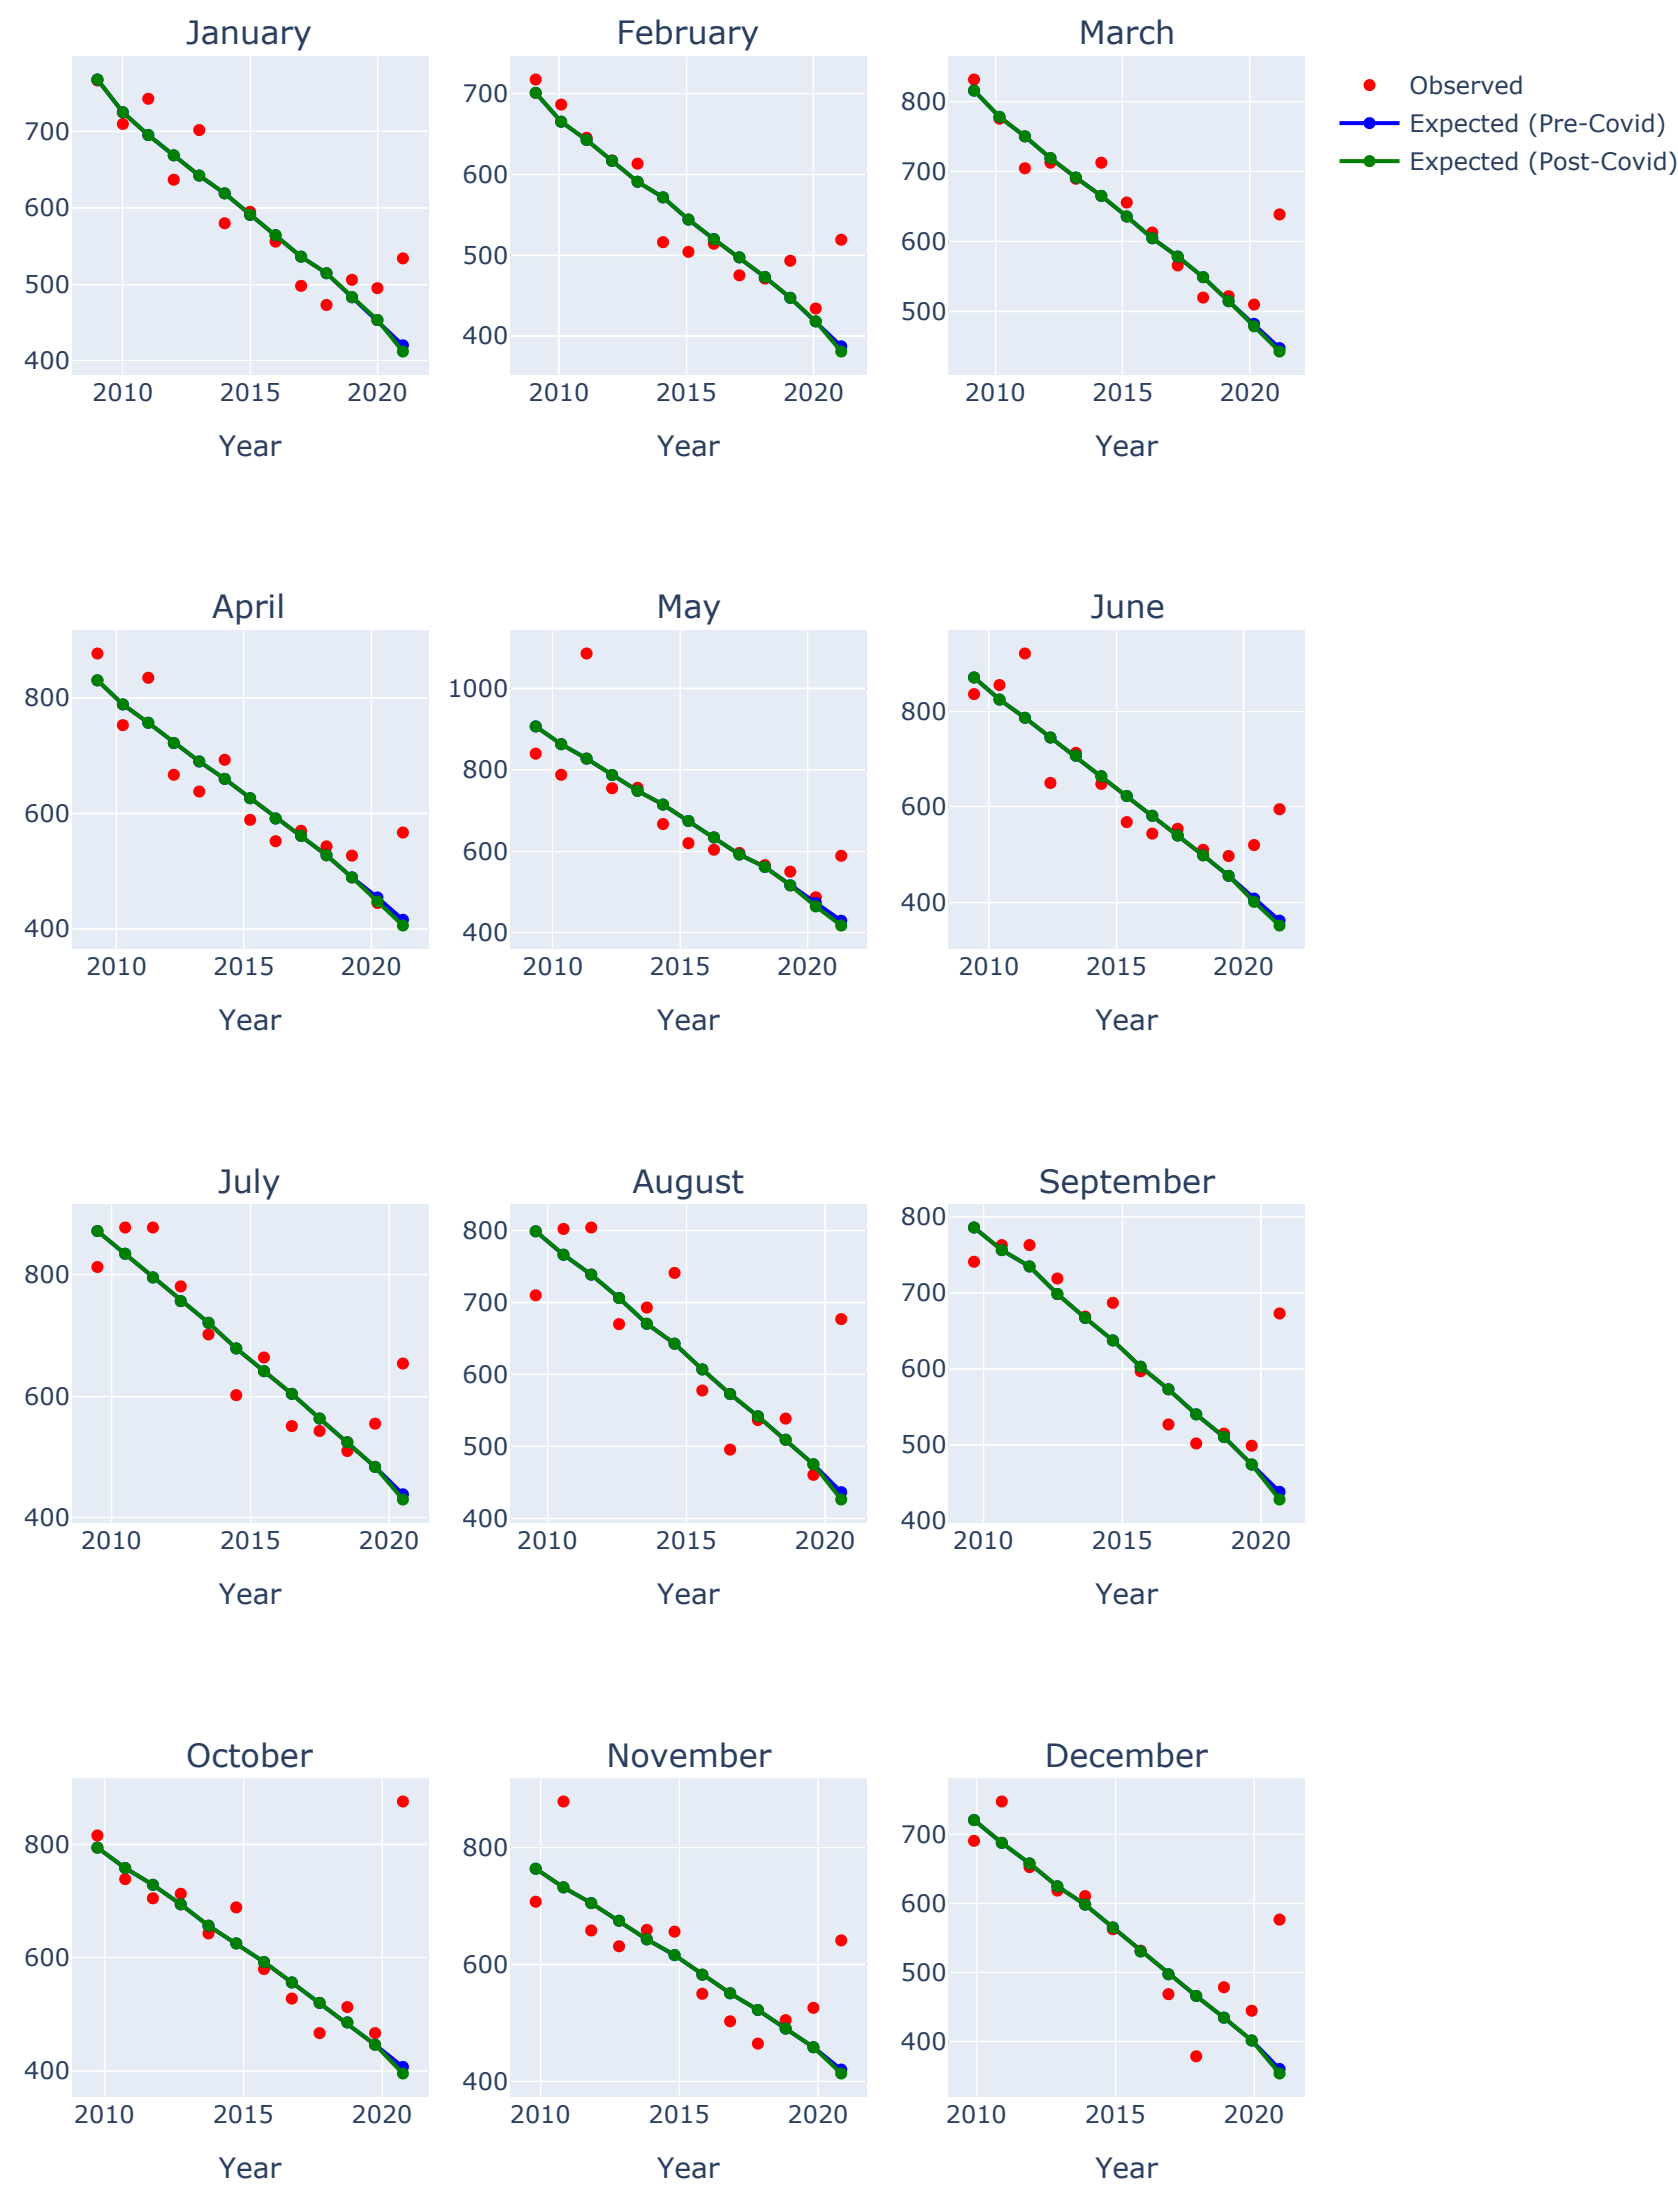 January
February
March
Observed
Expected (Pre-Covid)
Expected (Post-Covid)
700
600
500
400
2010 2015 2020
Year
700
600
500
400
2010 2015 2020
Year
800
700
600
500
2010 2015 2020
Year
April
May
June
800
600
400
2010 2015 2020
Year
1000
800
600
400
2010 2015 2020
Year
800
600
400
2010 2015 2020
Year
July
August
September
800
600
400
2010 2015 2020
Year
800
700
600
500
400
2010 2015 2020
Year
800
700
600
500
400
2010 2015 2020
Year
October
November
December
800
600
400
2010 2015 2020
Year
800
600
400
2010 2015 2020
Year
700
600
500
400
2010 2015 2020
Year